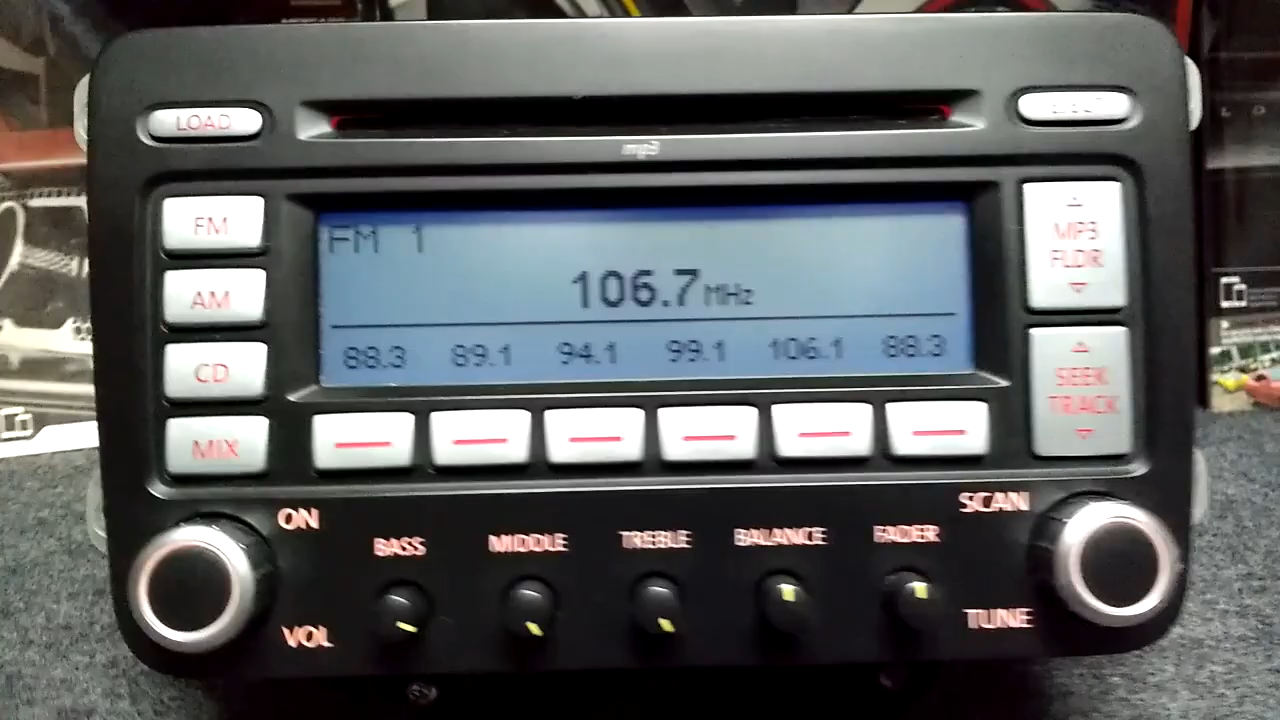 LOAD
mp3
FM
AM
CD
MIX
FM 1
106.7 MHz
88.3 89.1 94.1 99.1 106.1 88.3
MP3
FLDR
SEEK
TRACK
ON
VOL
BASS
MIDDLE
TREBLE
BALANCE
FADER
SCAN
TUNE